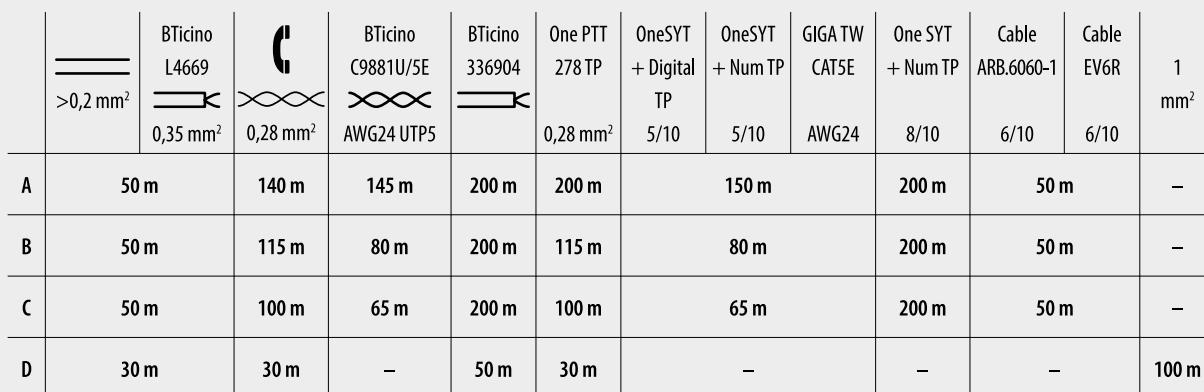 >0,2 mm²
BTicino L4669 0,35 mm²
0,28 mm²
BTicino C9881U/5E AWG24 UTP5
BTicino 336904
One PTT 278 TP 0,28 mm²
OneSYT + Digital TP 5/10
OneSYT + Num TP 5/10
GIGA TW CAT5E AWG24
One SYT + Num TP 8/10
Cable ARB.6060-1 6/10
Cable EV6R 6/10
1 mm²
A 50 m 140 m 145 m 200 m 200 m 150 m 200 m 50 m –
B 50 m 115 m 80 m 200 m 115 m 80 m 200 m 50 m –
C 50 m 100 m 65 m 200 m 100 m 65 m 200 m 50 m –
D 30 m 30 m – 50 m 30 m – – – 100 m